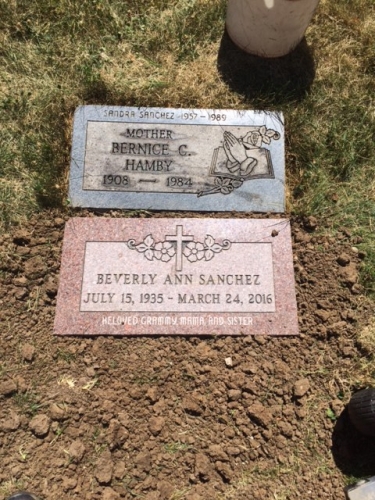 SANDRA SANCHEZ 1957-1989
MOTHER
BERNICE C.
HAMBY
1908 — 1984
BEVERLY ANN SANCHEZ
JULY 15, 1935 - MARCH 24, 2016
BELOVED GRAMMY, MAMA, AND SISTER